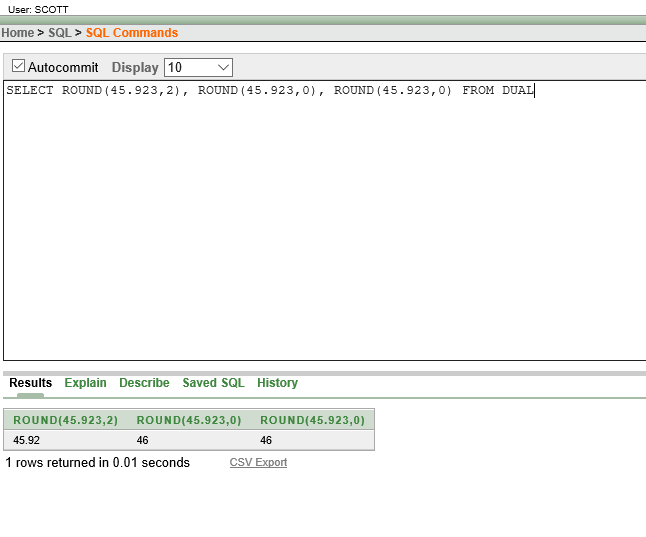 User: SCOTT
Home > SQL > SQL Commands
Autocommit Display 10
SELECT ROUND(45.923,2), ROUND(45.923,0), ROUND(45.923,0) FROM DUAL
Results Explain Describe Saved SQL History
ROUND(45.923,2) ROUND(45.923,0) ROUND(45.923,0)
45.92 46 46
1 rows returned in 0.01 seconds CSV Export